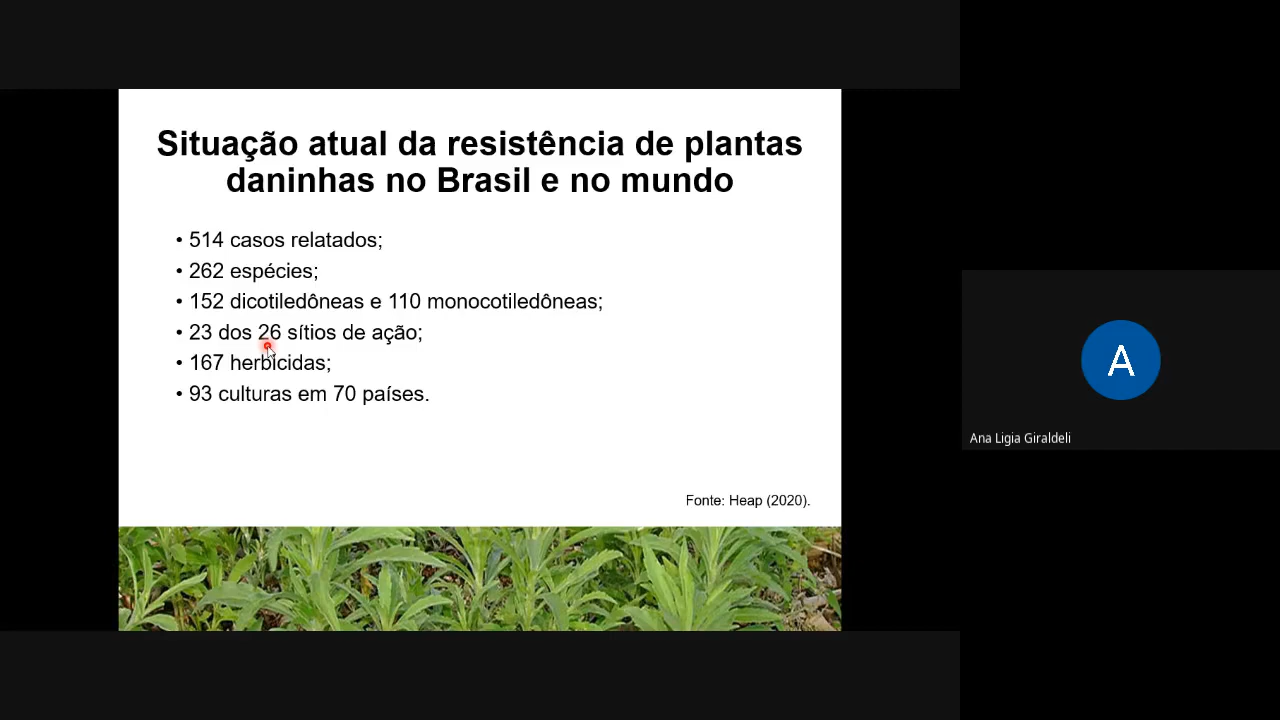 Situação atual da resistência de plantas
daninhas no Brasil e no mundo
• 514 casos relatados;
• 262 espécies;
• 152 dicotiledôneas e 110 monocotiledôneas;
• 23 dos 26 sítios de ação;
• 167 herbicidas;
• 93 culturas em 70 países.
Fonte: Heap (2020).
A
Ana Ligia Giraldeli